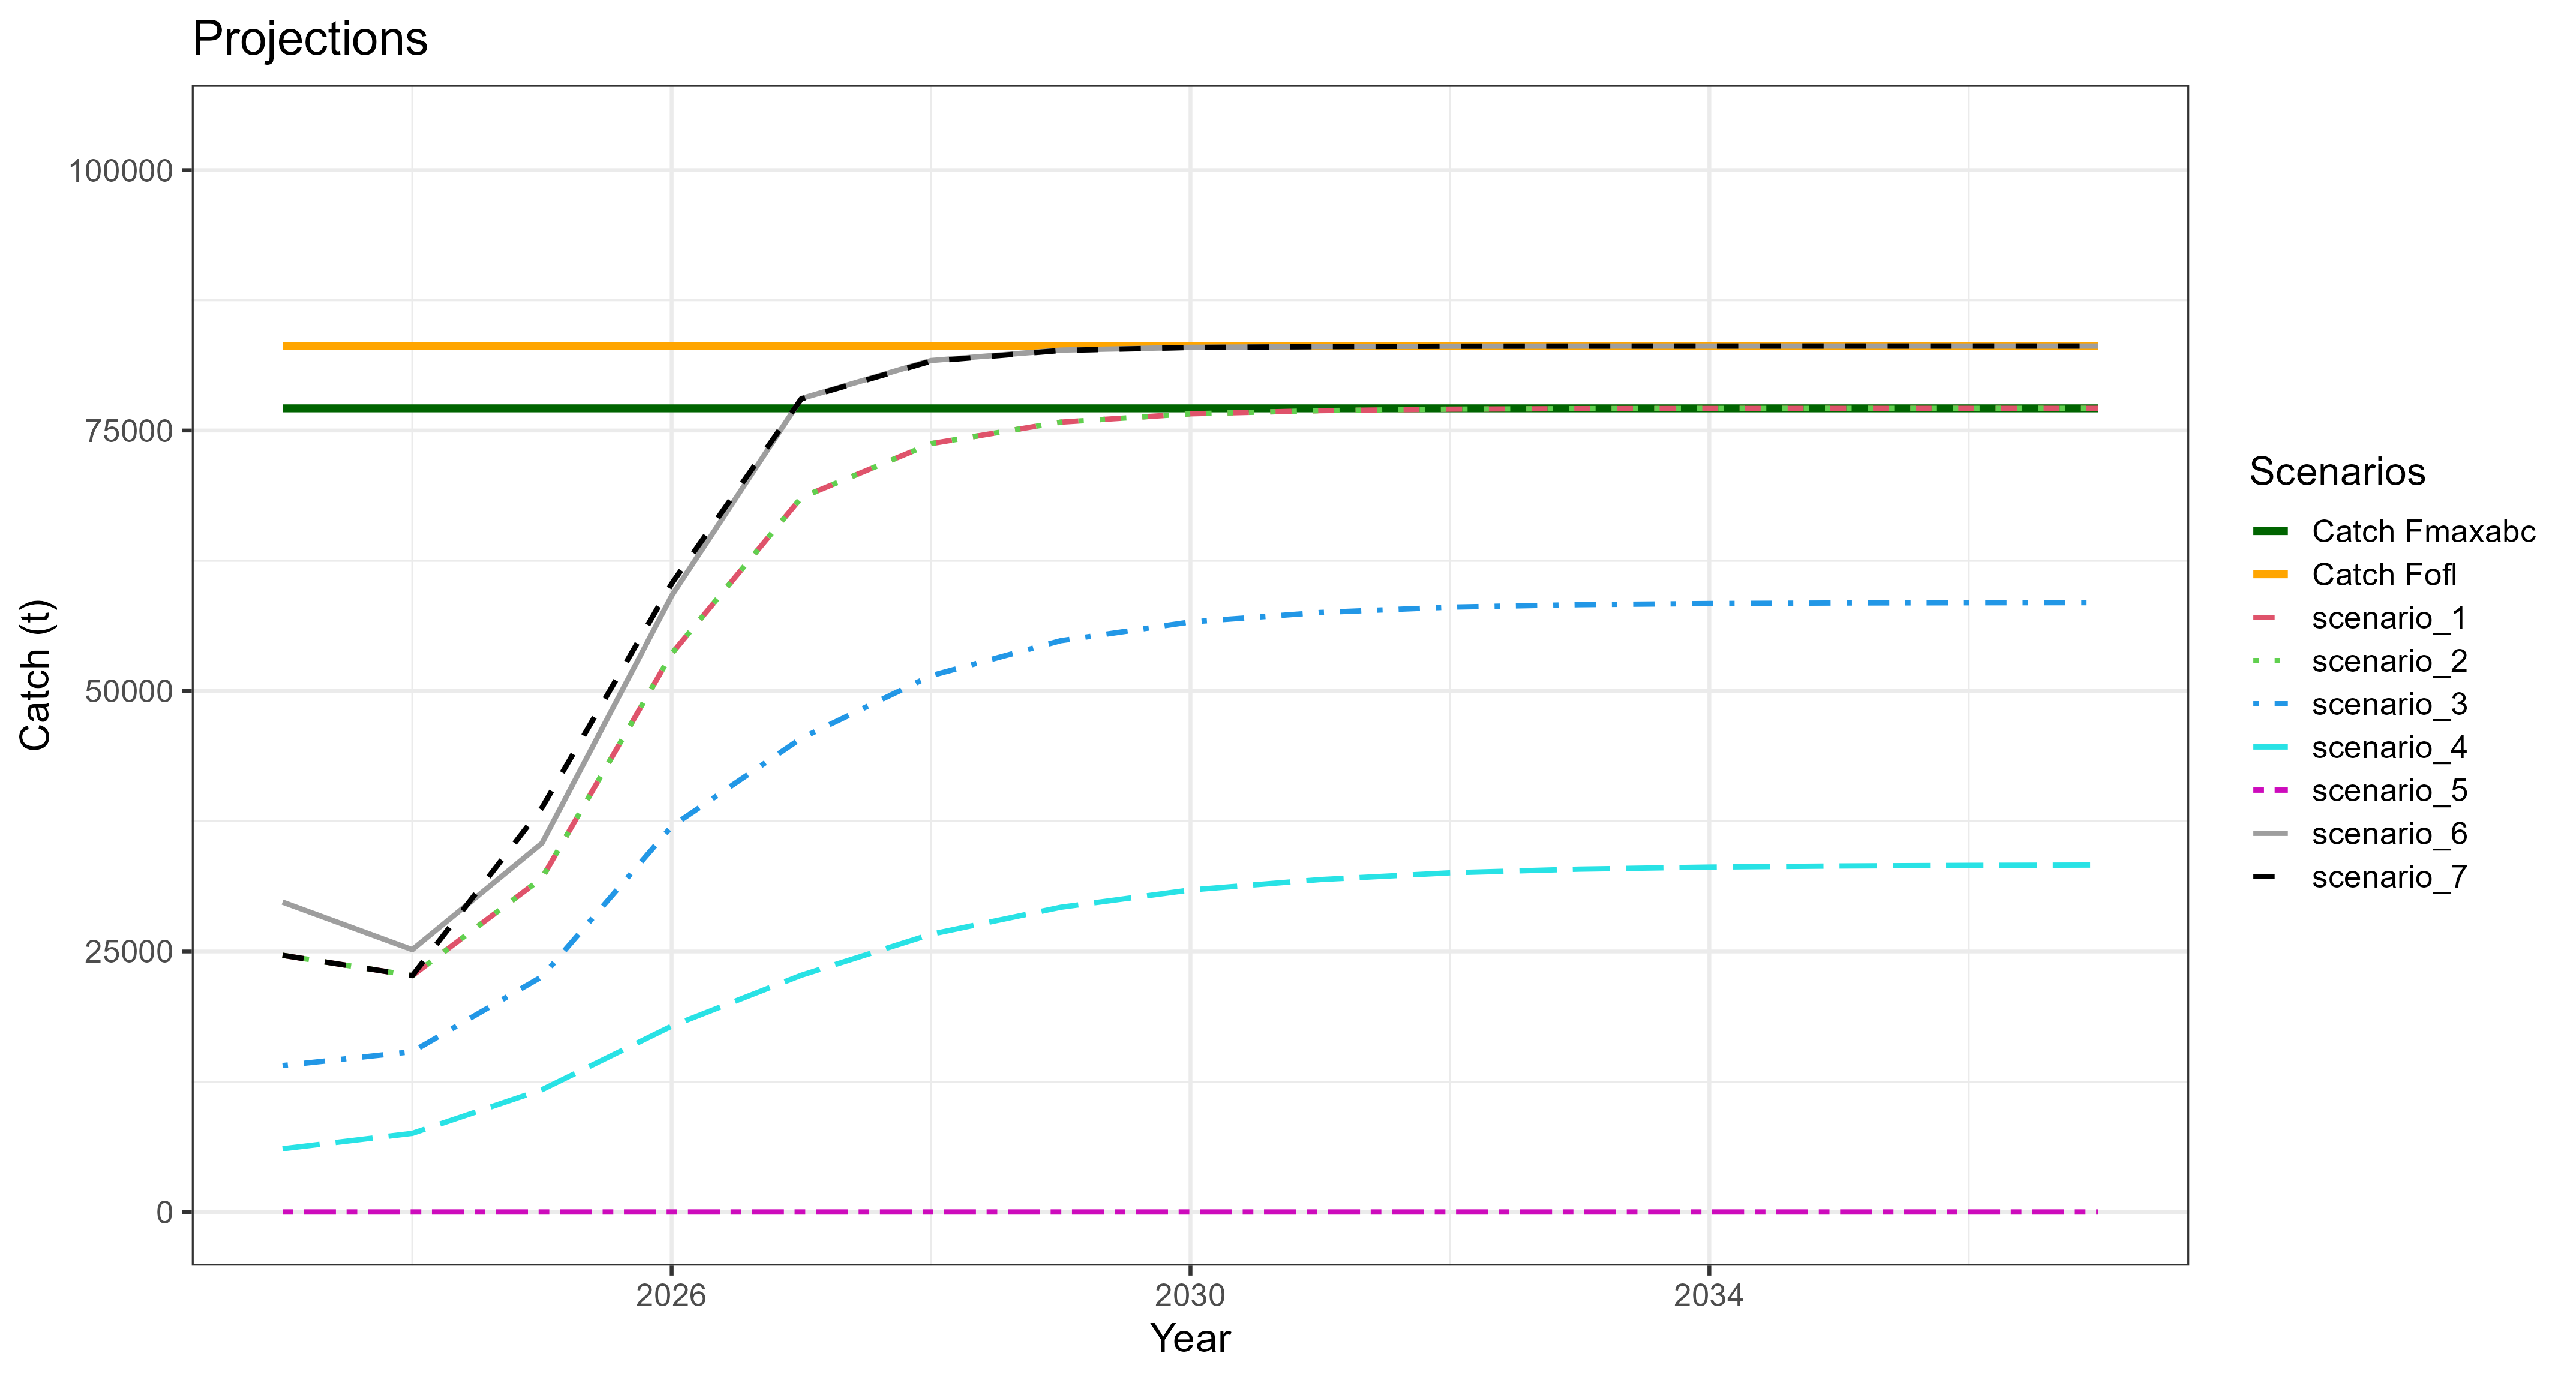 Projections
100000
75000
50000
25000
0
Catch (t)
2026
2030
2034
Year
Scenarios
Catch Fmaxabc
Catch Fofl
scenario_1
scenario_2
scenario_3
scenario_4
scenario_5
scenario_6
scenario_7